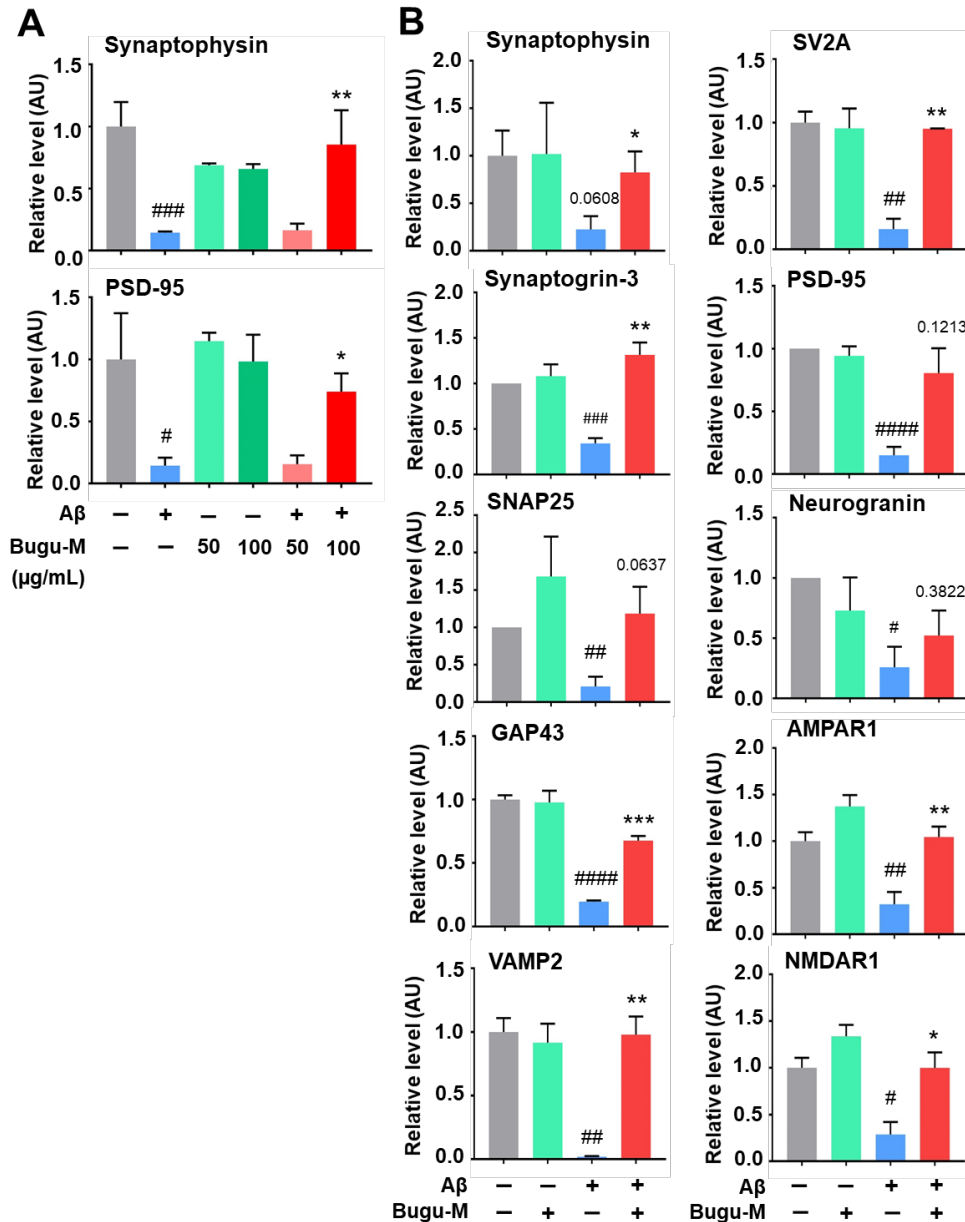 A
Synaptophysin
Relative level (AU)
1.5
1.0
0.5
0.0
###
**
PSD-95
Relative level (AU)
1.5
1.0
0.5
0.0
#
*
Aβ – + – – + +
Bugu-M – – 50 100 50 100
(μg/mL)
B
Synaptophysin
Relative level (AU)
2.0
1.5
1.0
0.5
0.0
0.0608
*
SV2A
Relative level (AU)
1.5
1.0
0.5
0.0
##
**
Synaptogrin-3
Relative level (AU)
2.0
1.5
1.0
0.5
0.0
###
**
PSD-95
Relative level (AU)
1.5
1.0
0.5
0.0
####
0.1213
SNAP25
Relative level (AU)
2.5
2.0
1.5
1.0
0.5
0.0
##
0.0637
Neurogranin
Relative level (AU)
1.5
1.0
0.5
0.0
#
0.3822
GAP43
Relative level (AU)
1.5
1.0
0.5
0.0
####
***
AMPAR1
Relative level (AU)
2.0
1.5
1.0
0.5
0.0
##
**
VAMP2
Relative level (AU)
1.5
1.0
0.5
0.0
##
**
NMDAR1
Relative level (AU)
2.0
1.5
1.0
0.5
0.0
#
*
Aβ – – + +
Bugu-M – + – +
Aβ – – + +
Bugu-M – + – +